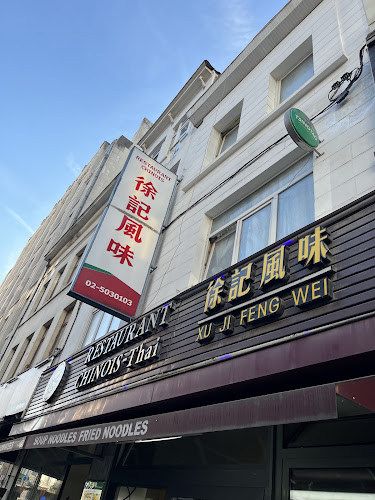 RESTAURANT
CHINOIS
徐記風味
02-5030103
RESTAURANT
CHINOIS-Thai
徐記風味
XU JI FENG WEI
SOUP NOODLES FRIED NOODLES